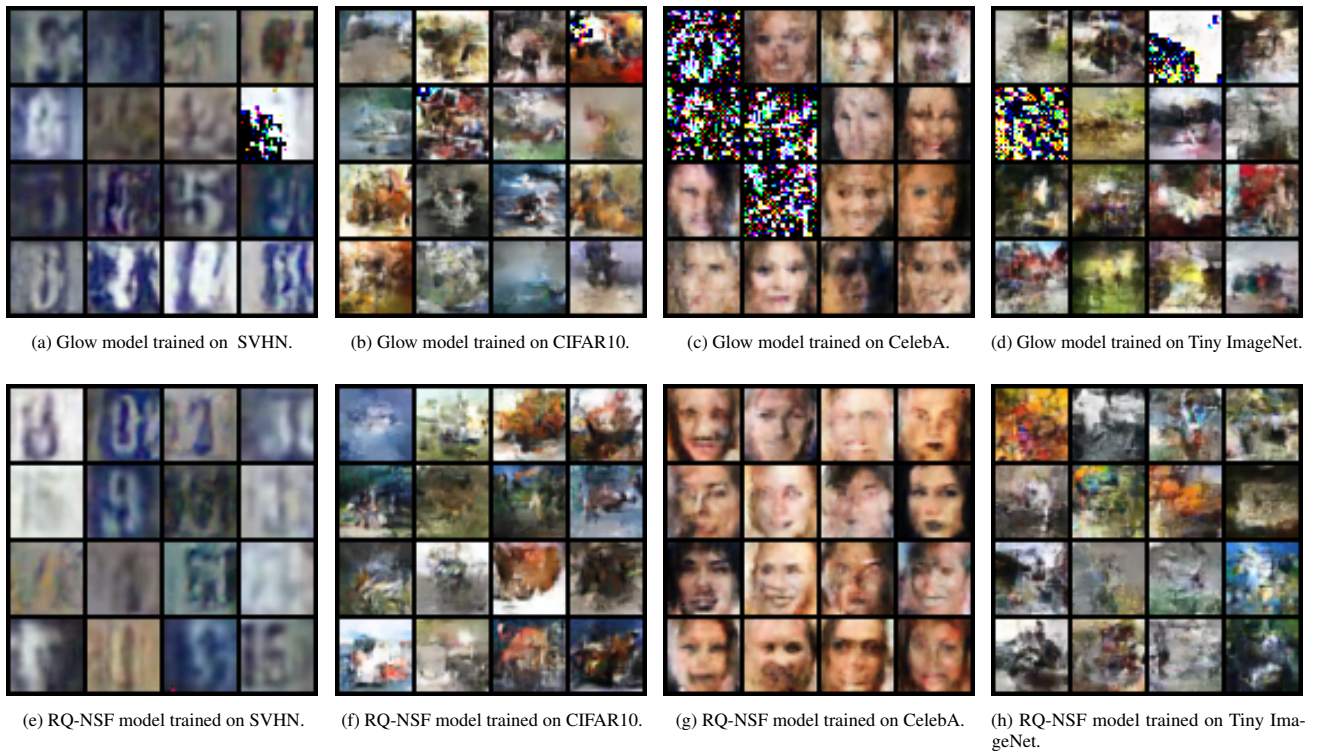 (a) Glow model trained on SVHN.
(b) Glow model trained on CIFAR10.
(c) Glow model trained on CelebA.
(d) Glow model trained on Tiny ImageNet.
(e) RQ-NSF model trained on SVHN.
(f) RQ-NSF model trained on CIFAR10.
(g) RQ-NSF model trained on CelebA.
(h) RQ-NSF model trained on Tiny Ima-
geNet.